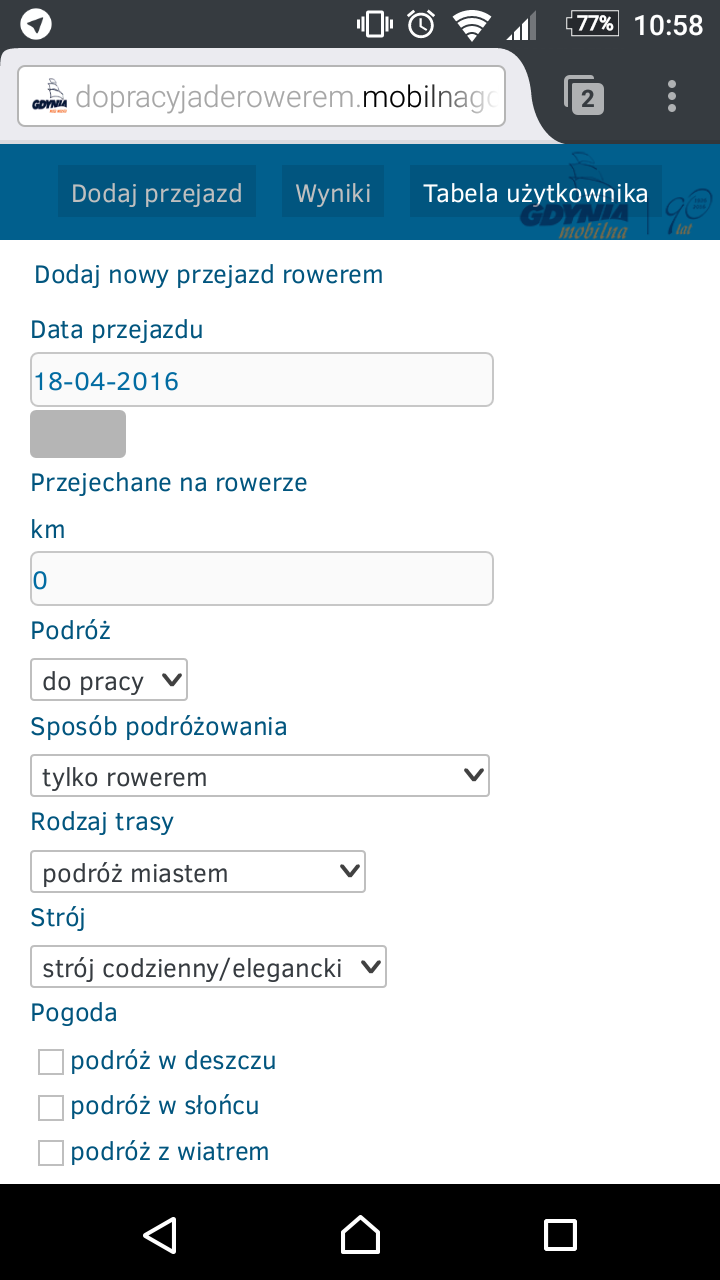 77% 10:58
GDYNIA dopracyjaderowerem.mobilnag 2
Dodaj przejazd Wyniki Tabela użytkownika
GDYNIA mobilna 90 lat
Dodaj nowy przejazd rowerem
Data przejazdu
18-04-2016
Przejechane na rowerze
km
0
Podróż
do pracy
Sposób podróżowania
tylko rowerem
Rodzaj trasy
podróż miastem
Strój
strój codzienny/elegancki
Pogoda
podróż w deszczu
podróż w słońcu
podróż z wiatrem